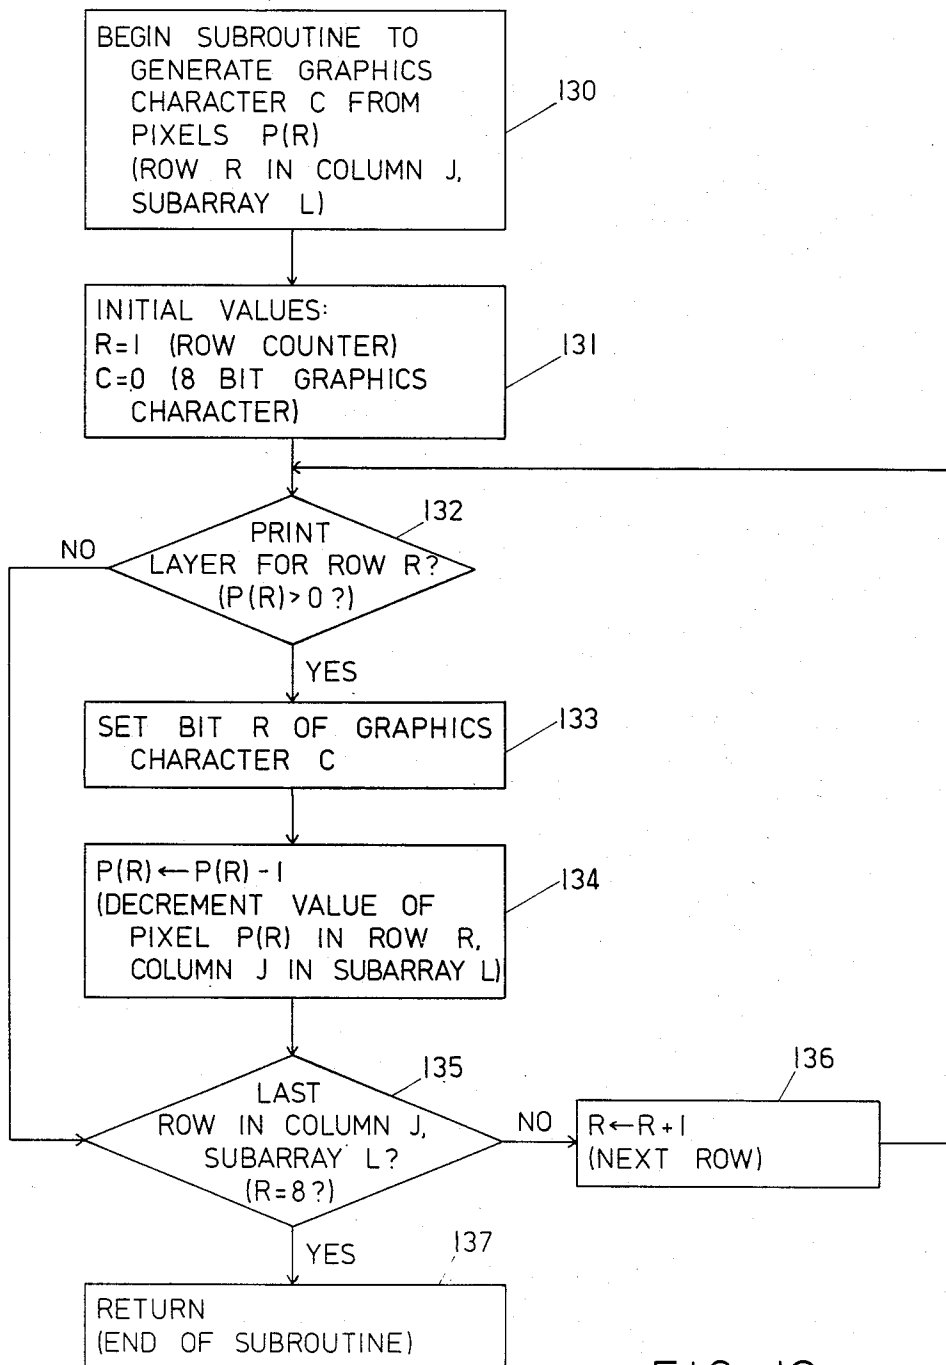 BEGIN SUBROUTINE TO
GENERATE GRAPHICS
CHARACTER C FROM
PIXELS P(R)
(ROW R IN COLUMN J,
SUBARRAY L)
130
INITIAL VALUES:
R=1 (ROW COUNTER)
C=0 (8 BIT GRAPHICS
CHARACTER)
131
PRINT
LAYER FOR ROW R?
(P(R)>0?)
132
NO
YES
SET BIT R OF GRAPHICS
CHARACTER C
133
P(R)←P(R)-1
(DECREMENT VALUE OF
PIXEL P(R) IN ROW R,
COLUMN J IN SUBARRAY L)
134
LAST
ROW IN COLUMN J,
SUBARRAY L?
(R=8?)
135
NO
R←R+1
(NEXT ROW)
136
YES
RETURN
(END OF SUBROUTINE)
137